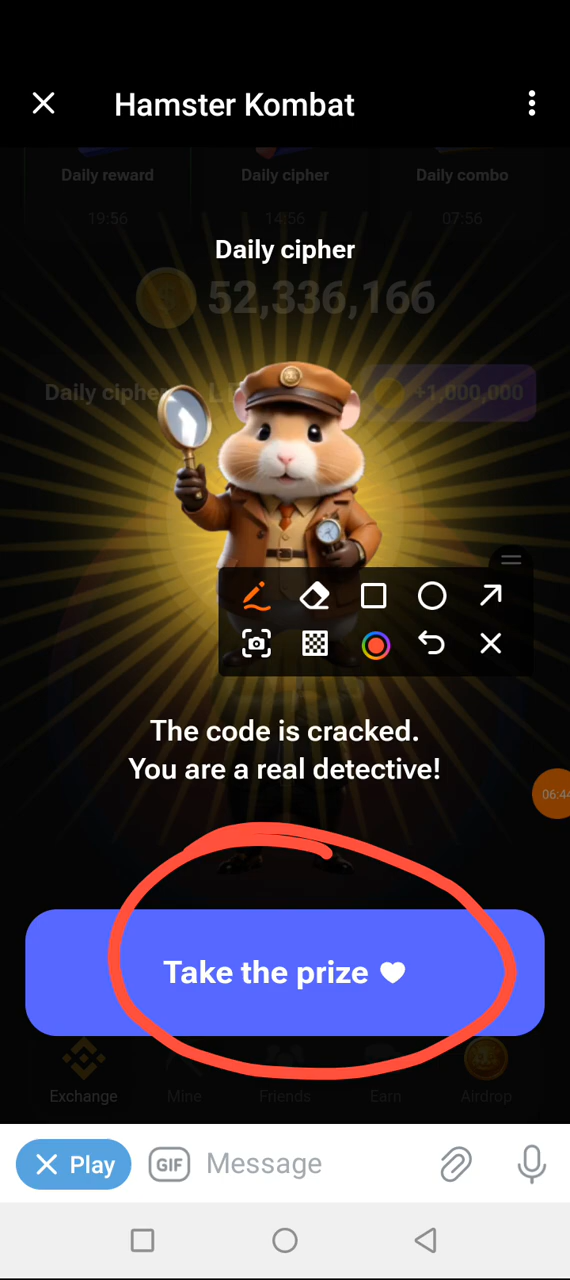 Hamster Kombat
Daily reward
Daily cipher
Daily combo
19:56
14:56
07:56
Daily cipher
52,336,166
Daily cipher
+1,000,000
The code is cracked.
You are a real detective!
06:44
Take the prize
Exchange
Mine
Friends
Earn
Airdrop
Play
GIF
Message